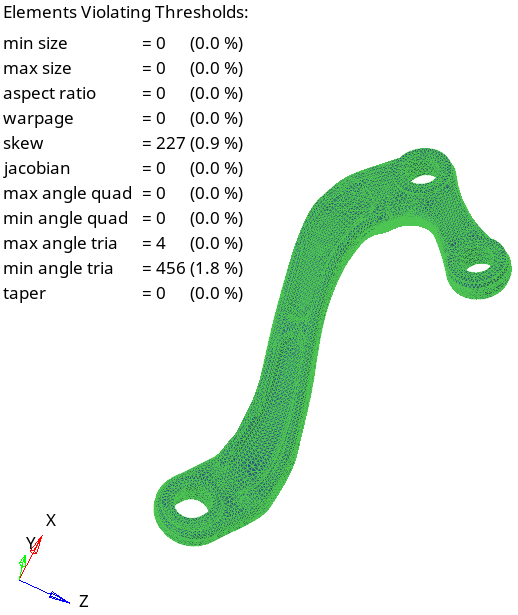 Elements Violating Thresholds:
min size = 0 (0.0 %)
max size = 0 (0.0 %)
aspect ratio = 0 (0.0 %)
warpage = 0 (0.0 %)
skew = 227 (0.9 %)
jacobian = 0 (0.0 %)
max angle quad = 0 (0.0 %)
min angle quad = 0 (0.0 %)
max angle tria = 4 (0.0 %)
min angle tria = 456 (1.8 %)
taper = 0 (0.0 %)
X
Y
Z